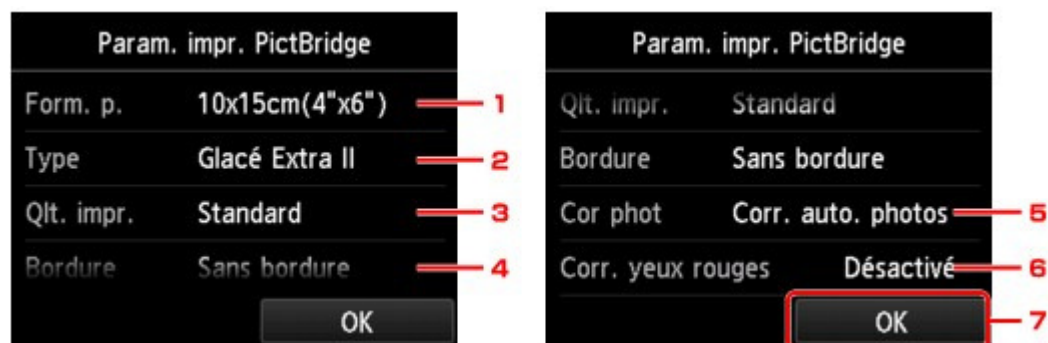 Param. impr. PictBridge
Form. p. 10x15cm(4"x6") 1
Type Glacé Extra II 2
Qlt. impr. Standard 3
Bordure Sans bordure 4
OK
Param. impr. PictBridge
Qlt. impr. Standard
Bordure Sans bordure
Cor phot Corr. auto. photos 5
Corr. yeux rouges Désactivé 6
OK 7